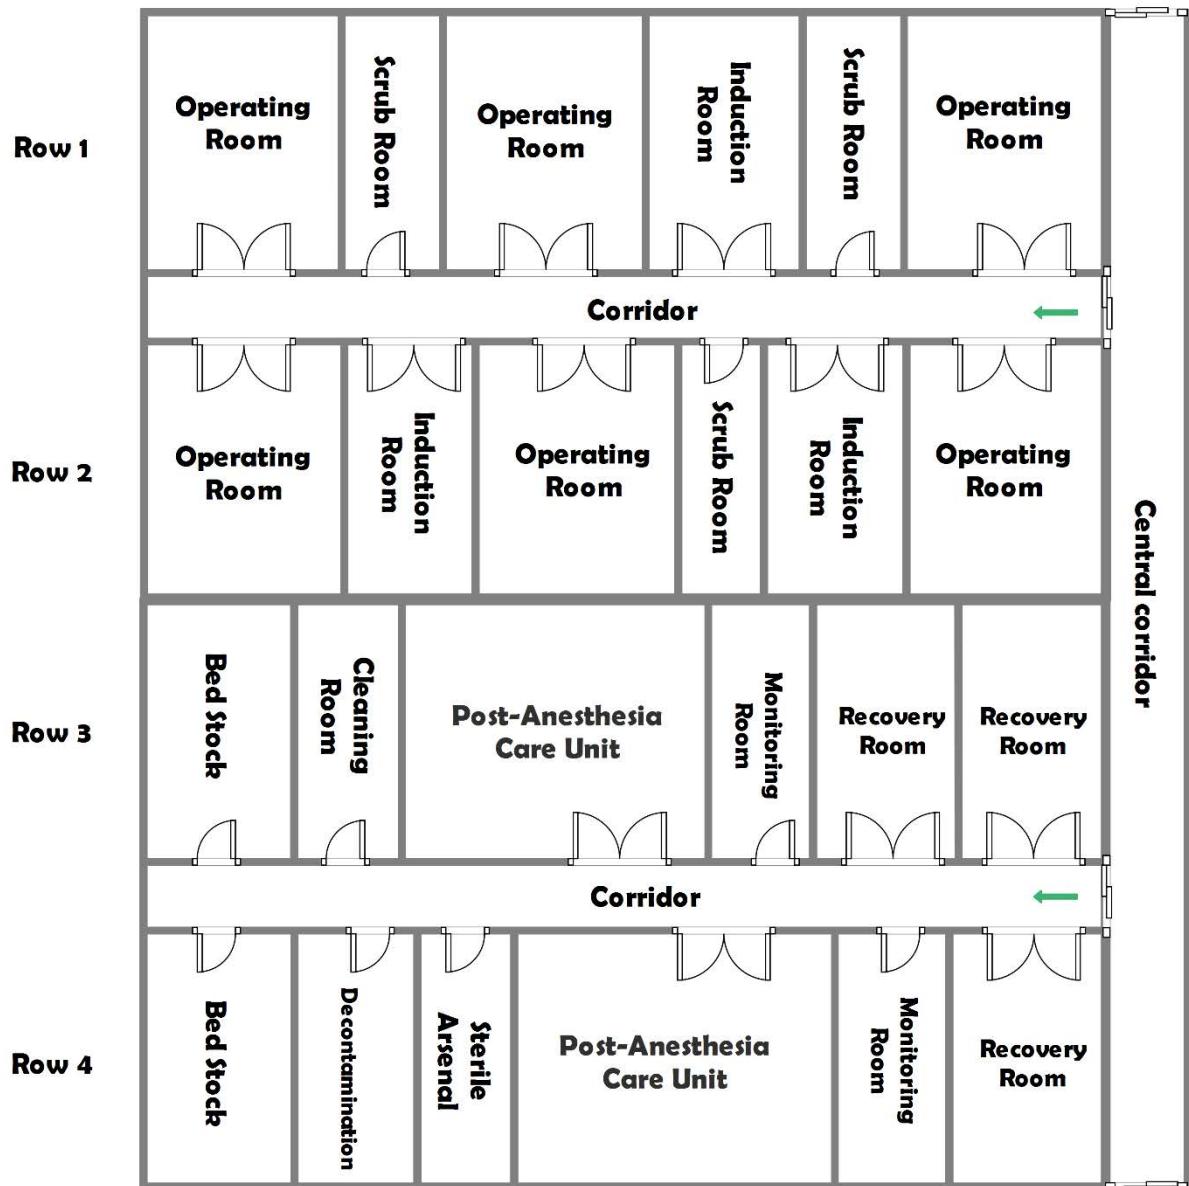 Row 1
Operating
Room
Scrub Room
Operating
Room
Induction
Room
Scrub Room
Operating
Room
Corridor
Row 2
Operating
Room
Induction
Room
Operating
Room
Scrub Room
Induction
Room
Operating
Room
Central corridor
Row 3
Bed Stock
Cleaning
Room
Post-Anesthesia
Care Unit
Monitoring
Room
Recovery
Room
Recovery
Room
Corridor
Row 4
Bed Stock
Decontamination
Sterile
Arsenal
Post-Anesthesia
Care Unit
Monitoring
Room
Recovery
Room